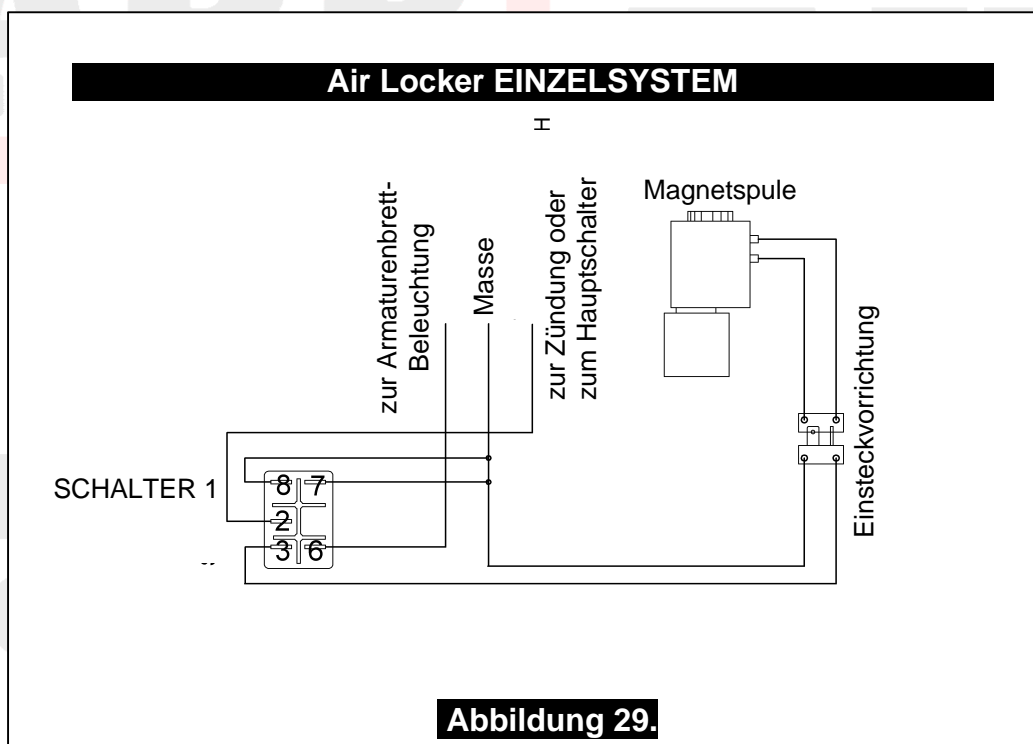 Air Locker EINZELSYSTEM
H
zur Armaturenbrett-
Beleuchtung
Masse
zur Zündung oder
zum Hauptschalter
Magnetspule
Einsteckvorrichtung
SCHALTER 1
8 7
2
3 6
Abbildung 29.